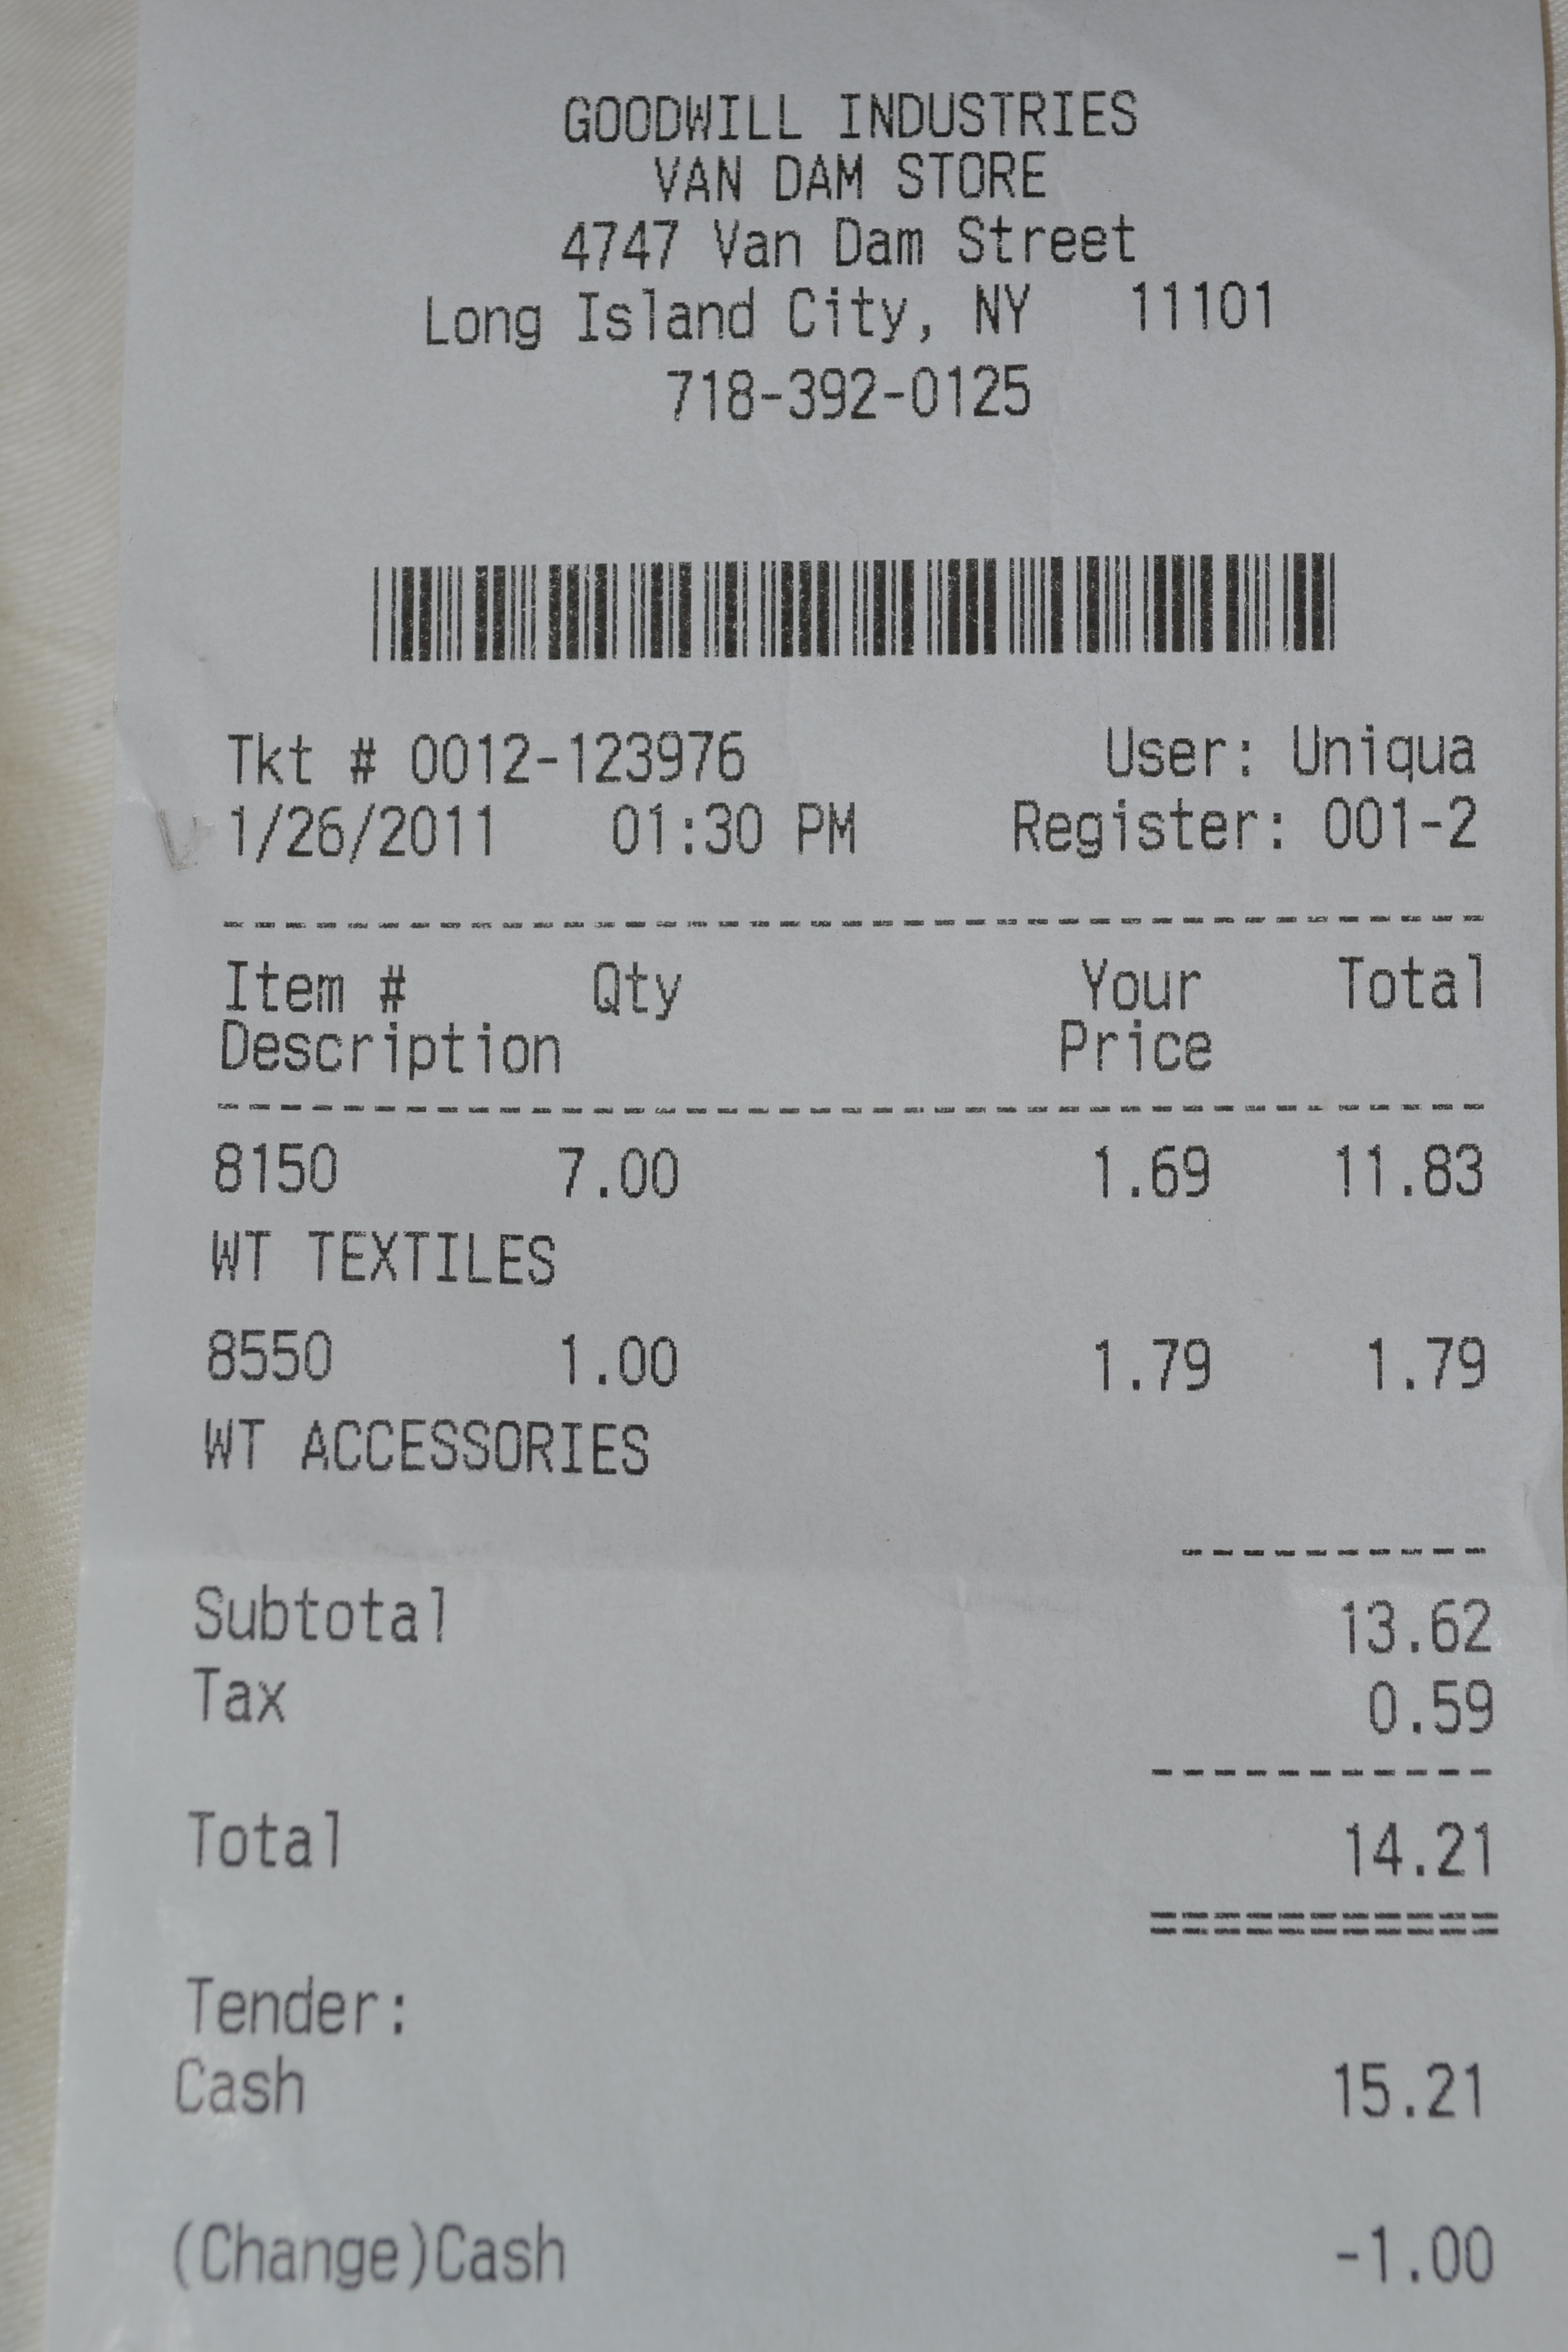 GOODWILL INDUSTRIES
VAN DAM STORE
4747 Van Dam Street
Long Island City, NY 11101
718-392-0125
Tkt # 0012-123976 User: Uniqua
1/26/2011 01:30 PM Register: 001-2
--------------------------------
Item # Qty Your Total
Description Price
--------------------------------
8150 7.00 1.69 11.83
WT TEXTILES
8550 1.00 1.79 1.79
WT ACCESSORIES
----------
Subtotal 13.62
Tax 0.59
-----------
Total 14.21
===========
Tender:
Cash 15.21
(Change)Cash -1.00